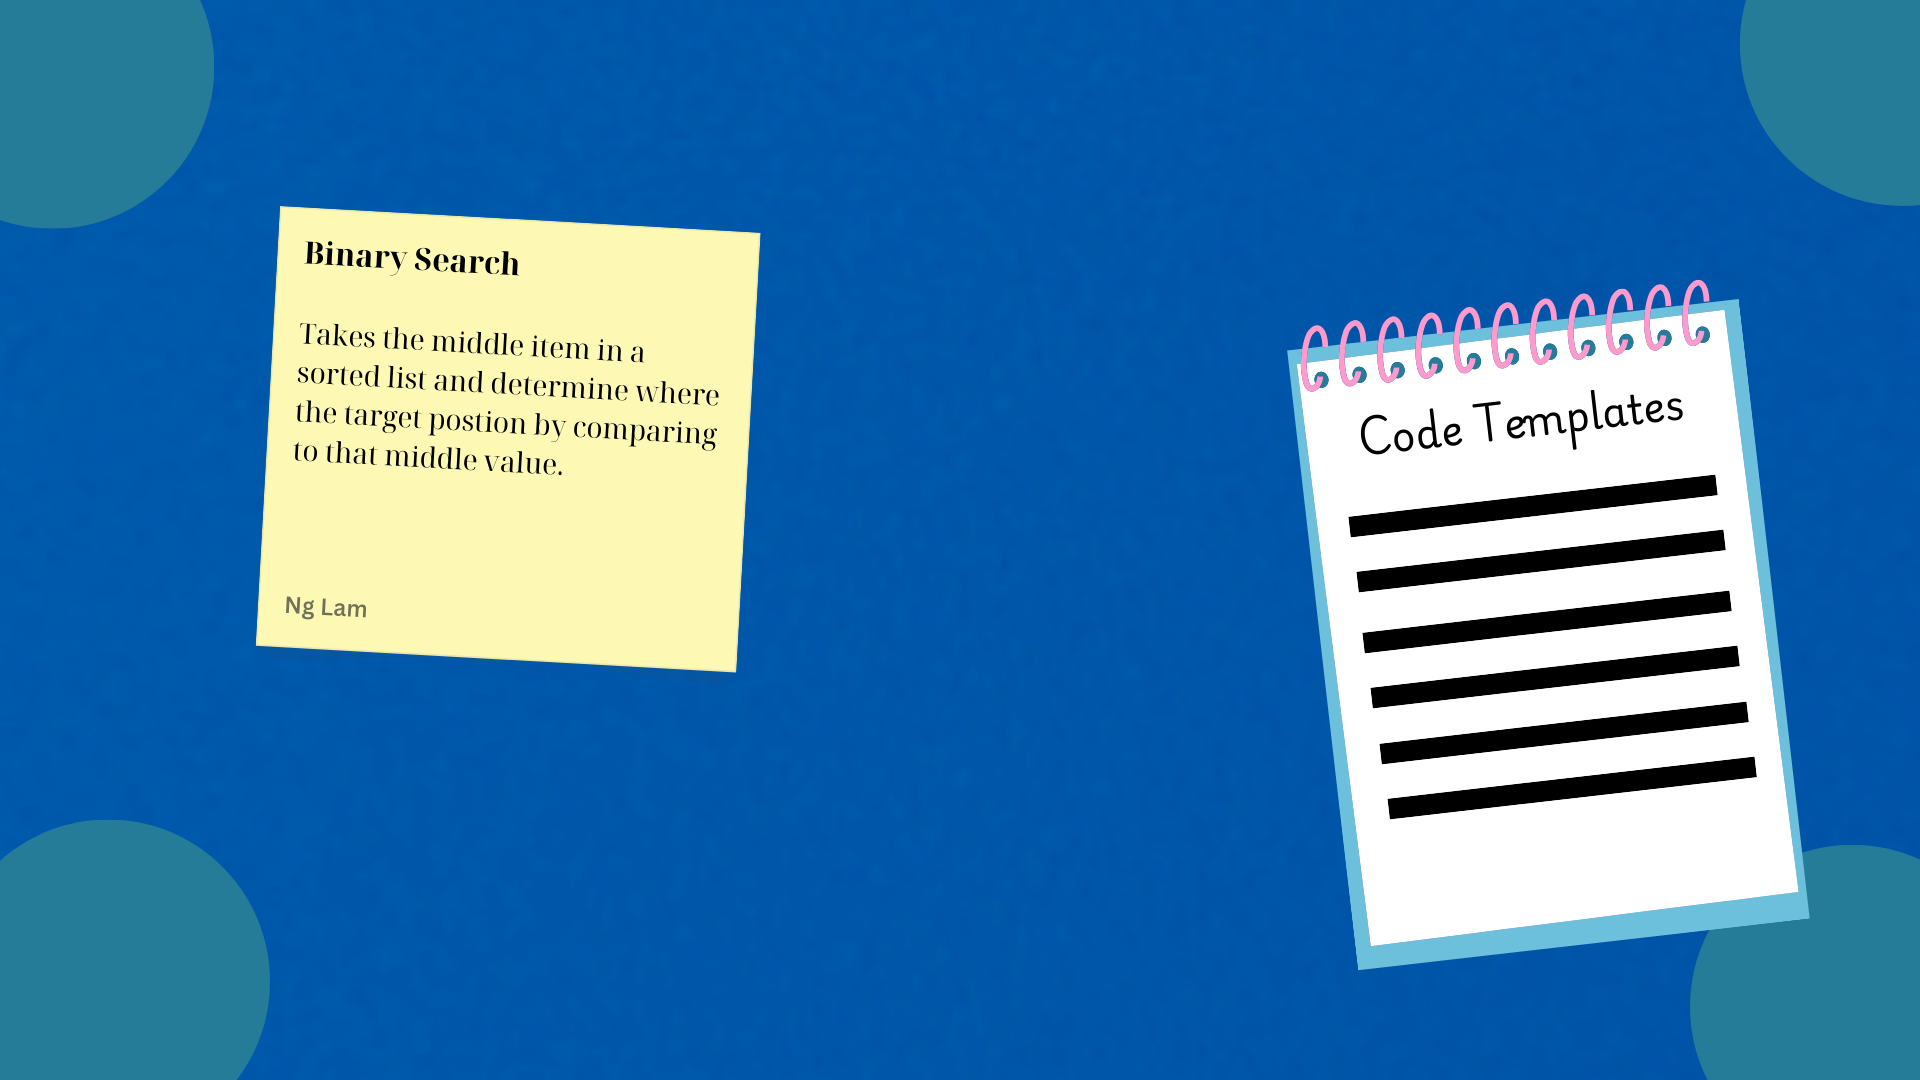 Binary Search
Takes the middle item in a
sorted list and determine where
the target postion by comparing
to that middle value.
Ng Lam
Code Templates